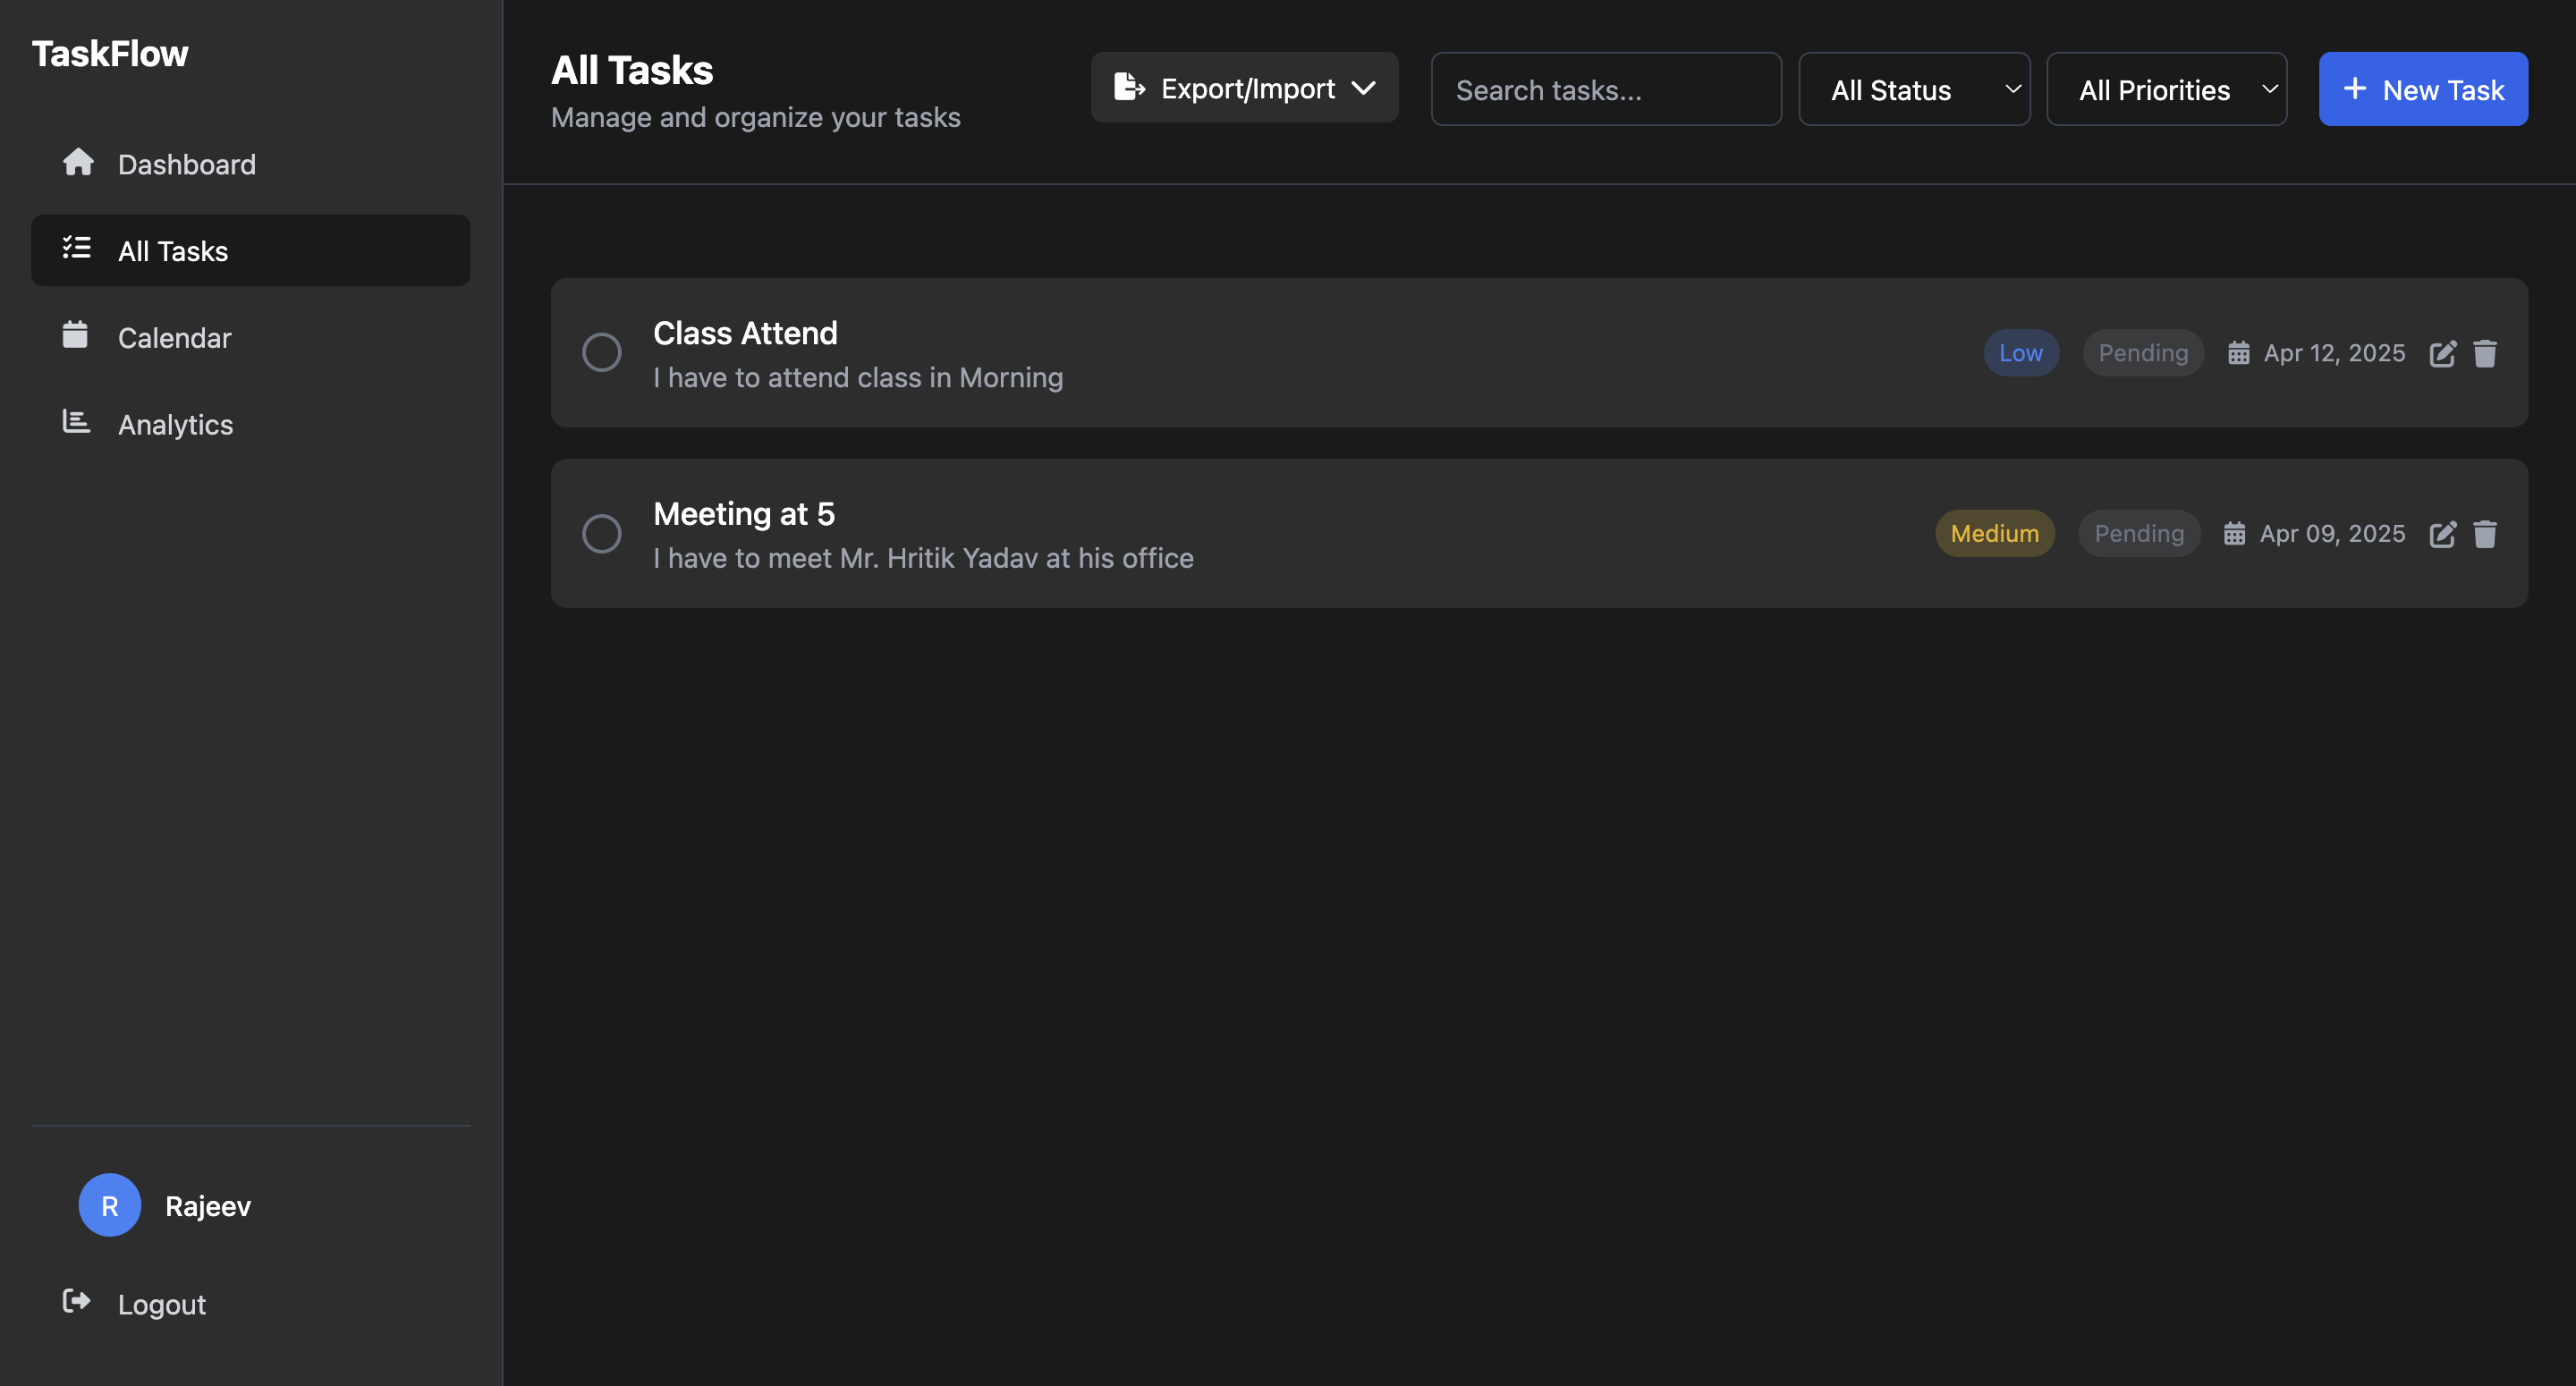 TaskFlow
Dashboard
All Tasks
Calendar
Analytics
R
Rajeev
Logout
All Tasks
Manage and organize your tasks
Export/Import
Search tasks...
All Status
All Priorities
+ New Task
Class Attend
I have to attend class in Morning
Low
Pending
Apr 12, 2025
Meeting at 5
I have to meet Mr. Hritik Yadav at his office
Medium
Pending
Apr 09, 2025